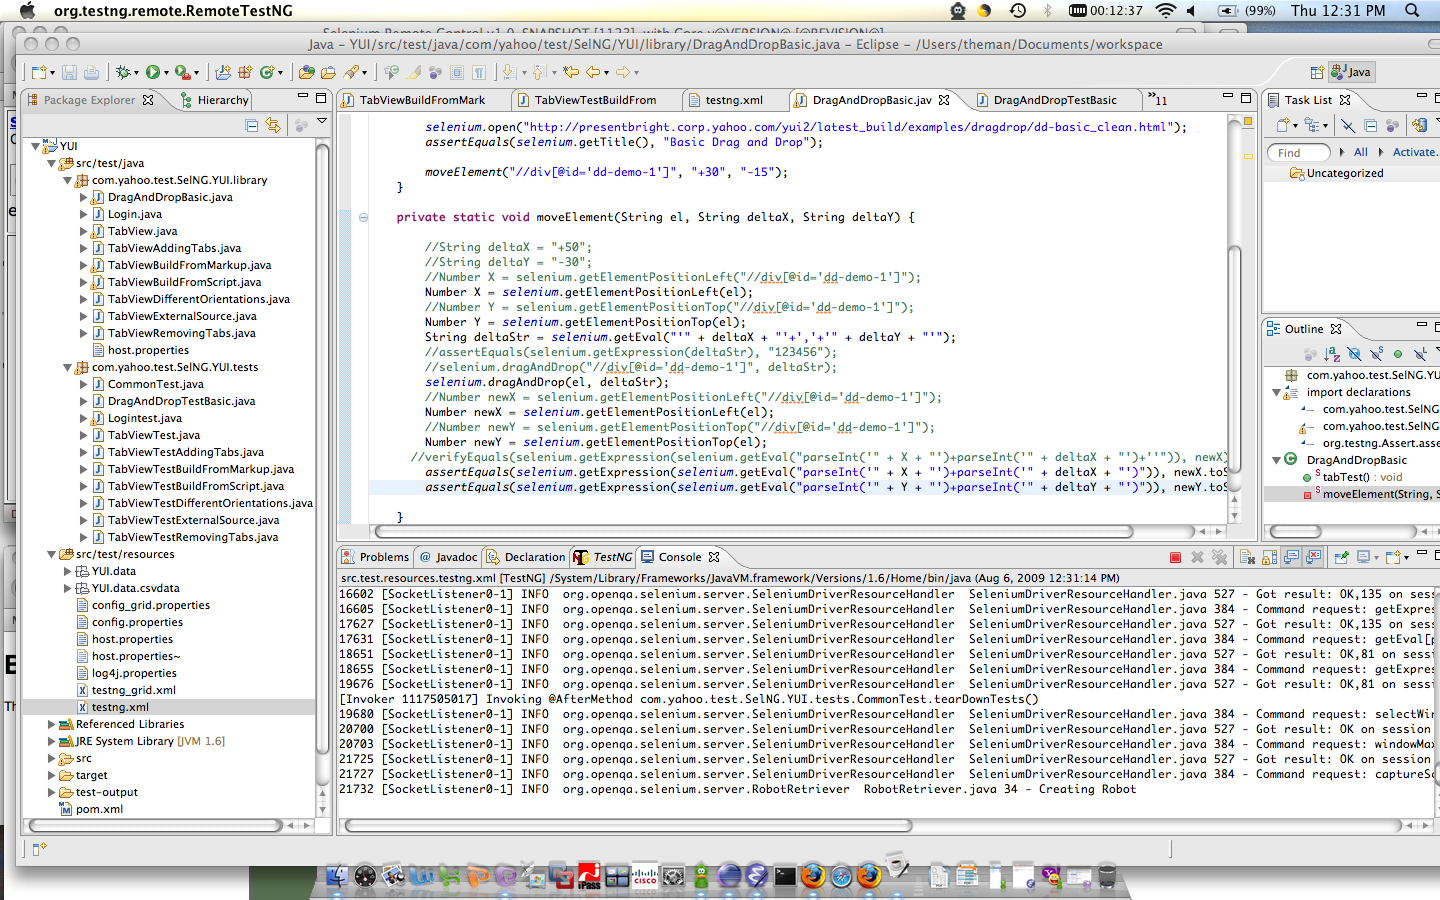 org.testng.remote.RemoteTestNG
00:12:37
(99%)
Thu 12:31 PM
Java – YUI/src/test/java/com/yahoo/test/SelNG/YUI/library/DragAndDropBasic.java – Eclipse – /Users/theman/Documents/workspace
Java
Package Explorer
Hierarchy
TabViewBuildFromMark
TabViewTestBuildFrom
testng.xml
DragAndDropBasic.jav
DragAndDropTestBasic
»11
Task List
Find
All
Activate.
Uncategorized
YUI
src/test/java
com.yahoo.test.SelNG.YUI.library
DragAndDropBasic.java
Login.java
TabView.java
TabViewAddingTabs.java
TabViewBuildFromMarkup.java
TabViewBuildFromScript.java
TabViewDifferentOrientations.java
TabViewExternalSource.java
TabViewRemovingTabs.java
host.properties
com.yahoo.test.SelNG.YUI.tests
CommonTest.java
DragAndDropTestBasic.java
Logintest.java
TabViewTest.java
TabViewTestAddingTabs.java
TabViewTestBuildFromMarkup.java
TabViewTestBuildFromScript.java
TabViewTestDifferentOrientations.java
TabViewTestExternalSource.java
TabViewTestRemovingTabs.java
src/test/resources
YUI.data
YUI.data.csvdata
config_grid.properties
config.properties
host.properties
host.properties~
log4j.properties
testng_grid.xml
testng.xml
Referenced Libraries
JRE System Library [JVM 1.6]
src
target
test-output
pom.xml
selenium.open("http://presentbright.corp.yahoo.com/yui2/latest_build/examples/dragdrop/dd-basic_clean.html");
assertEquals(selenium.getTitle(), "Basic Drag and Drop");
moveElement("//div[@id='dd-demo-1']", "+30", "-15");
}
private static void moveElement(String el, String deltaX, String deltaY) {
//String deltaX = "+50";
//String deltaY = "-30";
//Number X = selenium.getElementPositionLeft("//div[@id='dd-demo-1']");
Number X = selenium.getElementPositionLeft(el);
//Number Y = selenium.getElementPositionTop("//div[@id='dd-demo-1']");
Number Y = selenium.getElementPositionTop(el);
String deltaStr = selenium.getEval("'" + deltaX + "'+','+'" + deltaY + "'");
//assertEquals(selenium.getExpression(deltaStr), "123456");
//selenium.dragAndDrop("//div[@id='dd-demo-1']", deltaStr);
selenium.dragAndDrop(el, deltaStr);
//Number newX = selenium.getElementPositionLeft("//div[@id='dd-demo-1']");
Number newX = selenium.getElementPositionLeft(el);
//Number newY = selenium.getElementPositionTop("//div[@id='dd-demo-1']");
Number newY = selenium.getElementPositionTop(el);
//verifyEquals(selenium.getExpression(selenium.getEval("parseInt('" + X + "')+parseInt('" + deltaX + "')+''")), newX)
assertEquals(selenium.getExpression(selenium.getEval("parseInt('" + X + "')+parseInt('" + deltaX + "')")), newX.toS
assertEquals(selenium.getExpression(selenium.getEval("parseInt('" + Y + "')+parseInt('" + deltaY + "')")), newY.toS
}
Outline
com.yahoo.test.SelNG.YU
import declarations
com.yahoo.test.SelNG
com.yahoo.test.SelNG
org.testng.Assert.asse
DragAndDropBasic
tabTest() : void
moveElement(String, S
Problems
@ Javadoc
Declaration
TestNG
Console
src.test.resources.testng.xml [TestNG] /System/Library/Frameworks/JavaVM.framework/Versions/1.6/Home/bin/java (Aug 6, 2009 12:31:14 PM)
16602 [SocketListener0-1] INFO org.openqa.selenium.server.SeleniumDriverResourceHandler SeleniumDriverResourceHandler.java 527 - Got result: OK,135 on sess
16605 [SocketListener0-1] INFO org.openqa.selenium.server.SeleniumDriverResourceHandler SeleniumDriverResourceHandler.java 384 - Command request: getExpres
17627 [SocketListener0-1] INFO org.openqa.selenium.server.SeleniumDriverResourceHandler SeleniumDriverResourceHandler.java 527 - Got result: OK,135 on sess
17631 [SocketListener0-1] INFO org.openqa.selenium.server.SeleniumDriverResourceHandler SeleniumDriverResourceHandler.java 384 - Command request: getEval[p
18651 [SocketListener0-1] INFO org.openqa.selenium.server.SeleniumDriverResourceHandler SeleniumDriverResourceHandler.java 527 - Got result: OK,81 on sessi
18655 [SocketListener0-1] INFO org.openqa.selenium.server.SeleniumDriverResourceHandler SeleniumDriverResourceHandler.java 384 - Command request: getExpres
19676 [SocketListener0-1] INFO org.openqa.selenium.server.SeleniumDriverResourceHandler SeleniumDriverResourceHandler.java 527 - Got result: OK,81 on sessi
[Invoker 1117505017] Invoking @AfterMethod com.yahoo.test.SelNG.YUI.tests.CommonTest.tearDownTests()
19680 [SocketListener0-1] INFO org.openqa.selenium.server.SeleniumDriverResourceHandler SeleniumDriverResourceHandler.java 384 - Command request: selectWin
20700 [SocketListener0-1] INFO org.openqa.selenium.server.SeleniumDriverResourceHandler SeleniumDriverResourceHandler.java 527 - Got result: OK on session
20703 [SocketListener0-1] INFO org.openqa.selenium.server.SeleniumDriverResourceHandler SeleniumDriverResourceHandler.java 384 - Command request: windowMax
21725 [SocketListener0-1] INFO org.openqa.selenium.server.SeleniumDriverResourceHandler SeleniumDriverResourceHandler.java 527 - Got result: OK on session
21727 [SocketListener0-1] INFO org.openqa.selenium.server.SeleniumDriverResourceHandler SeleniumDriverResourceHandler.java 384 - Command request: captureSc
21732 [SocketListener0-1] INFO org.openqa.selenium.server.RobotRetriever RobotRetriever.java 34 - Creating Robot
iPass
CISCO